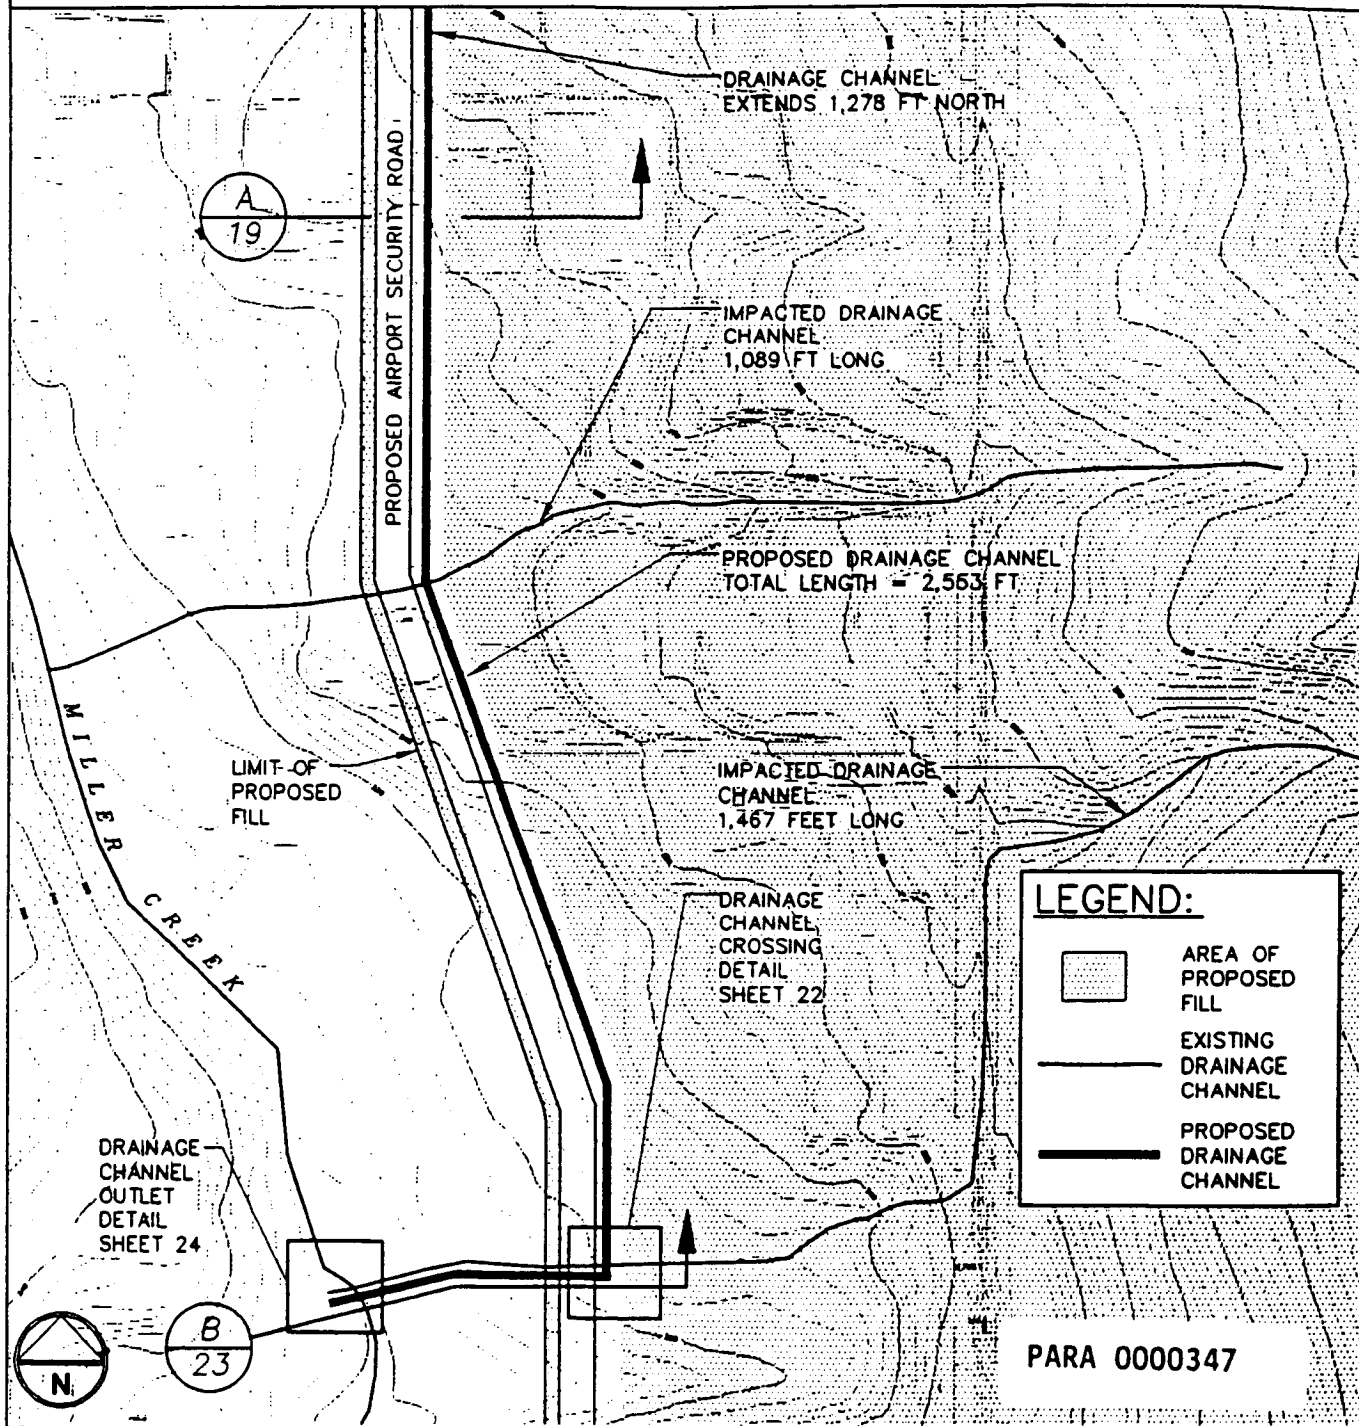 DRAINAGE CHANNEL
EXTENDS 1,278 FT NORTH
PROPOSED AIRPORT SECURITY ROAD
A
19
IMPACTED DRAINAGE
CHANNEL
1,089 FT LONG
PROPOSED DRAINAGE CHANNEL
TOTAL LENGTH = 2,553 FT
MILLER CREEK
LIMIT OF
PROPOSED
FILL
IMPACTED DRAINAGE
CHANNEL
1,467 FEET LONG
DRAINAGE
CHANNEL
CROSSING
DETAIL
SHEET 22
LEGEND:
AREA OF
PROPOSED
FILL
EXISTING
DRAINAGE
CHANNEL
PROPOSED
DRAINAGE
CHANNEL
DRAINAGE
CHANNEL
OUTLET
DETAIL
SHEET 24
B
23
N
PARA 0000347